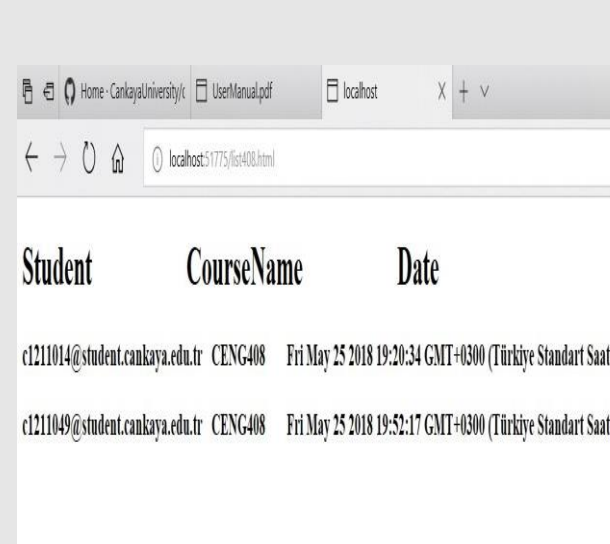 Home · CankayaUniversity/c UserManual.pdf localhost
localhost:51775/list408.html
Student CourseName Date
c1211014@student.cankaya.edu.tr CENG408 Fri May 25 2018 19:20:34 GMT+0300 (Türkiye Standart Saat
c1211049@student.cankaya.edu.tr CENG408 Fri May 25 2018 19:52:17 GMT+0300 (Türkiye Standart Saat